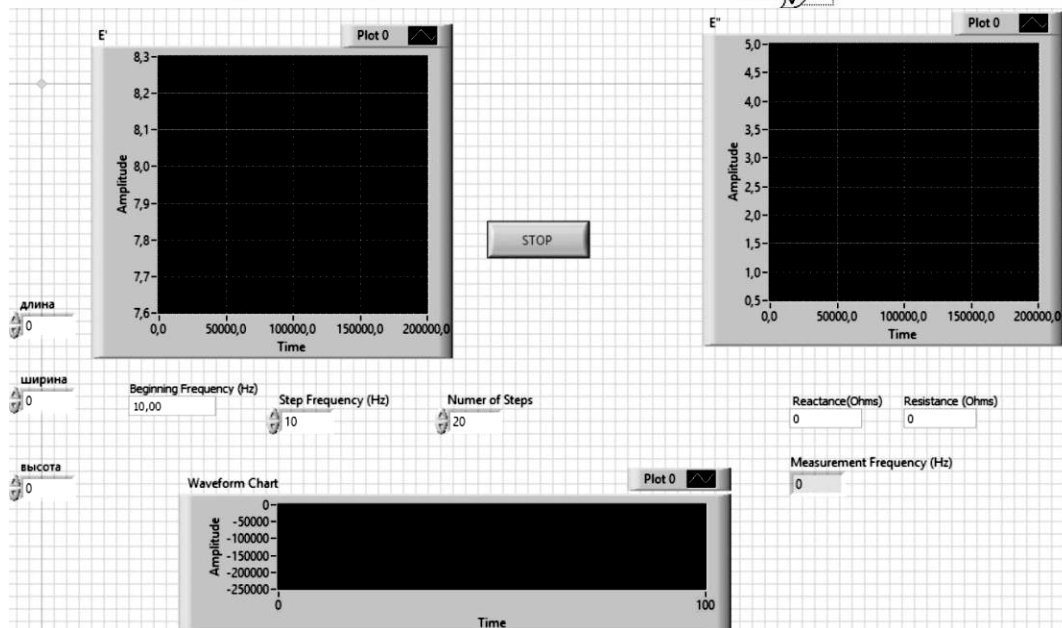 E'
Plot 0
8,3
8,2
8,1
8,0
7,9
7,8
7,7
7,6
Amplitude
0,0 50000,0 100000,0 150000,0 200000,0
Time
E"
Plot 0
5,0
4,5
4,0
3,5
3,0
2,5
2,0
1,5
1,0
0,5
Amplitude
0,0 50000,0 100000,0 150000,0 200000,0
Time
STOP
длина
0
ширина
0
высота
0
Beginning Frequency (Hz)
10,00
Step Frequency (Hz)
10
Numer of Steps
20
Reactance(Ohms)
0
Resistance (Ohms)
0
Measurement Frequency (Hz)
0
Waveform Chart
Plot 0
0
-50000
-100000
-150000
-200000
-250000
Amplitude
0 100
Time